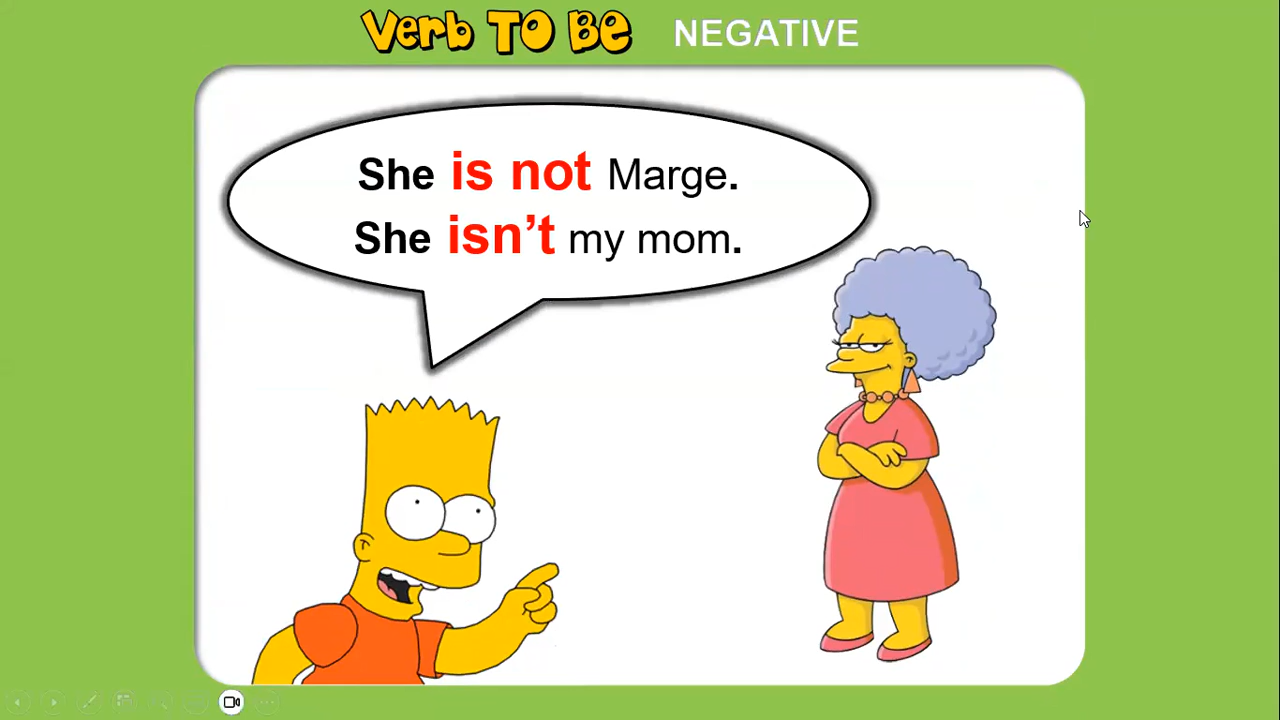 Verb TO BE NEGATIVE
She is not Marge.
She isn’t my mom.